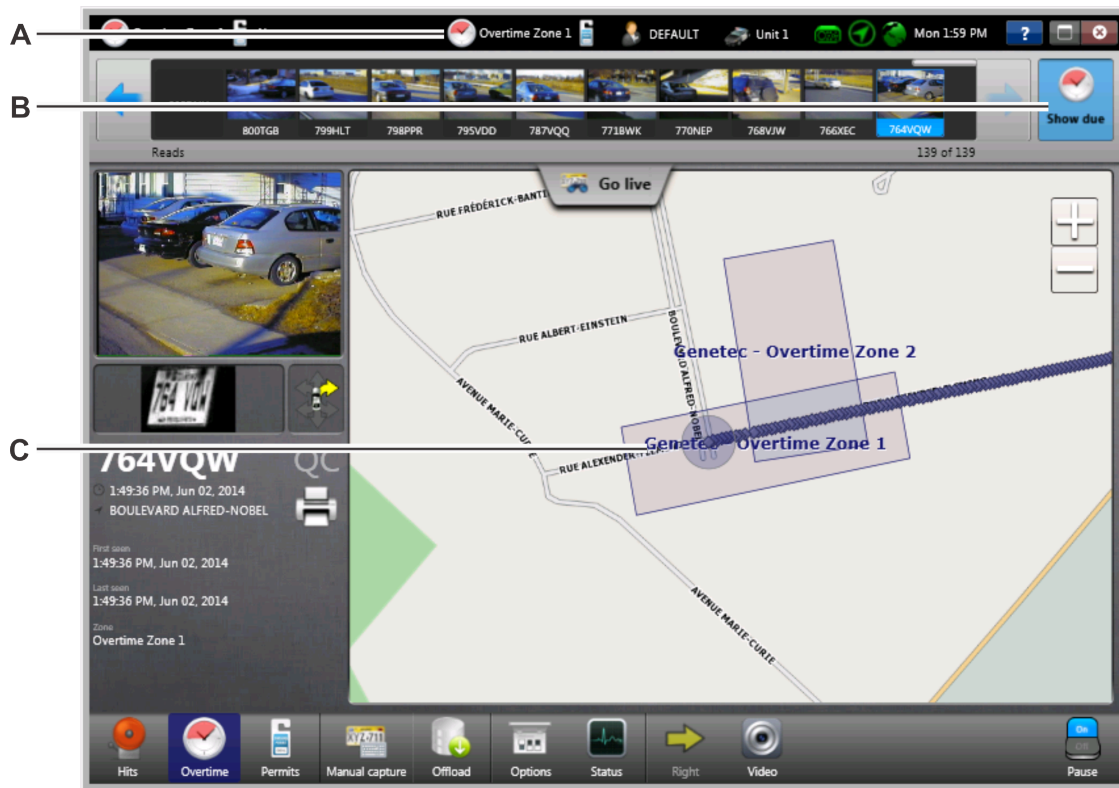 A
Overtime Zone 1
DEFAULT
Unit 1
Mon 1:59 PM
?
B
Show due
800TGB
799HLT
798PPR
795VDD
787VQQ
771BWK
770NEP
768VJW
766XEC
764VQW
Reads
139 of 139
Go live
RUE FRÉDÉRICK-BANTI
RUE ALBERT-EINSTEIN
BOULEVARD ALFRED-NOBEL
Genetec - Overtime Zone 2
AVENUE MARIE-CURIE
C
Genetec - Overtime Zone 1
764 VQW
764VQW
QC
1:49:36 PM, Jun 02, 2014
BOULEVARD ALFRED-NOBEL
First seen
1:49:36 PM, Jun 02, 2014
Last seen
1:49:36 PM, Jun 02, 2014
Zone
Overtime Zone 1
AVENUE MARIE-CURIE
Hits
Overtime
Permits
Manual capture
Offload
Options
Status
Right
Video
On
Off
Pause